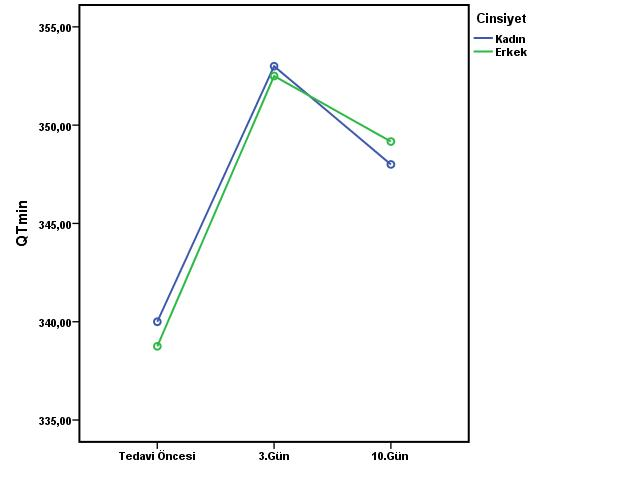 Cinsiyet
Kadın
Erkek
QTmin
355,00
350,00
345,00
340,00
335,00
Tedavi Öncesi
3.Gün
10.Gün